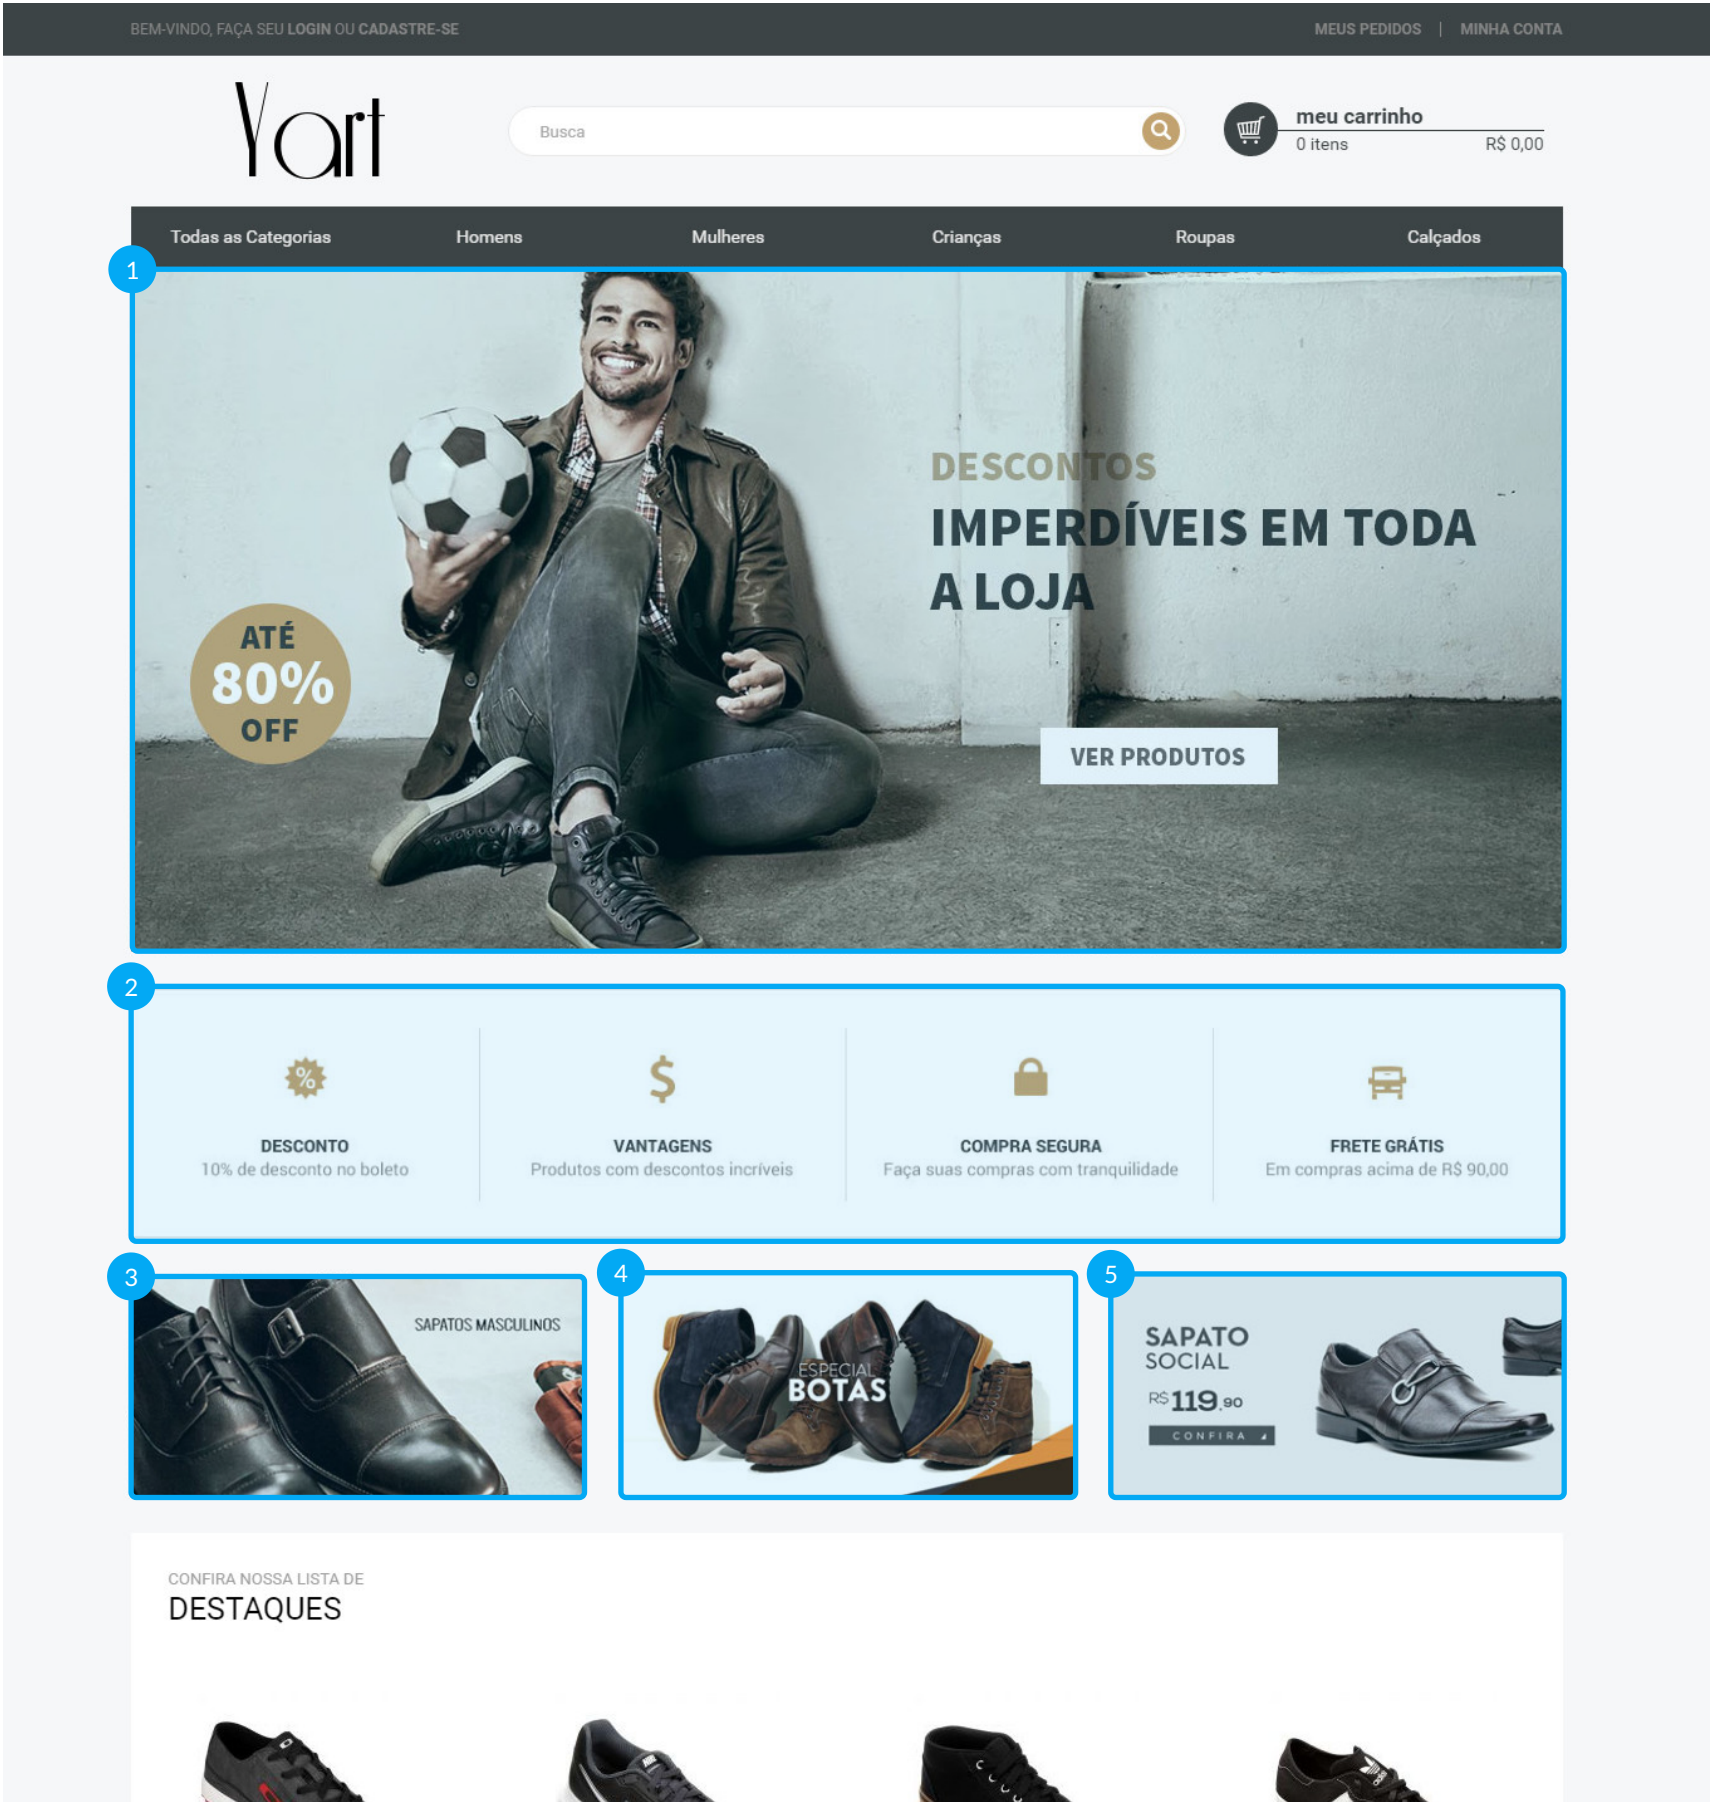 BEM-VINDO, FAÇA SEU LOGIN OU CADASTRE-SE
MEUS PEDIDOS | MINHA CONTA
Yart
Busca
meu carrinho
0 itens R$ 0,00
Todas as Categorias Homens Mulheres Crianças Roupas Calçados
1
DESCONTOS
IMPERDÍVEIS EM TODA
A LOJA
ATÉ
80%
OFF
VER PRODUTOS
2
%
$
DESCONTO
10% de desconto no boleto
VANTAGENS
Produtos com descontos incríveis
COMPRA SEGURA
Faça suas compras com tranquilidade
FRETE GRÁTIS
Em compras acima de R$ 90,00
3
SAPATOS MASCULINOS
4
ESPECIAL
BOTAS
5
SAPATO
SOCIAL
R$ 119,90
CONFIRA
CONFIRA NOSSA LISTA DE
DESTAQUES
adidas